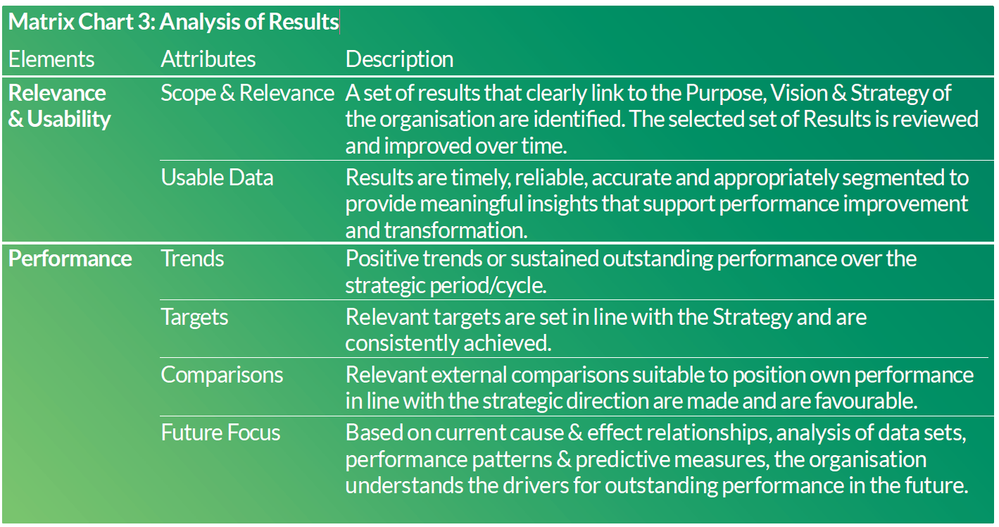 Matrix Chart 3: Analysis of Results
Elements Attributes Description
Relevance & Usability
Scope & Relevance
A set of results that clearly link to the Purpose, Vision & Strategy of
the organisation are identified. The selected set of Results is reviewed
and improved over time.
Usable Data
Results are timely, reliable, accurate and appropriately segmented to
provide meaningful insights that support performance improvement
and transformation.
Performance
Trends
Positive trends or sustained outstanding performance over the
strategic period/cycle.
Targets
Relevant targets are set in line with the Strategy and are
consistently achieved.
Comparisons
Relevant external comparisons suitable to position own performance
in line with the strategic direction are made and are favourable.
Future Focus
Based on current cause & effect relationships, analysis of data sets,
performance patterns & predictive measures, the organisation
understands the drivers for outstanding performance in the future.